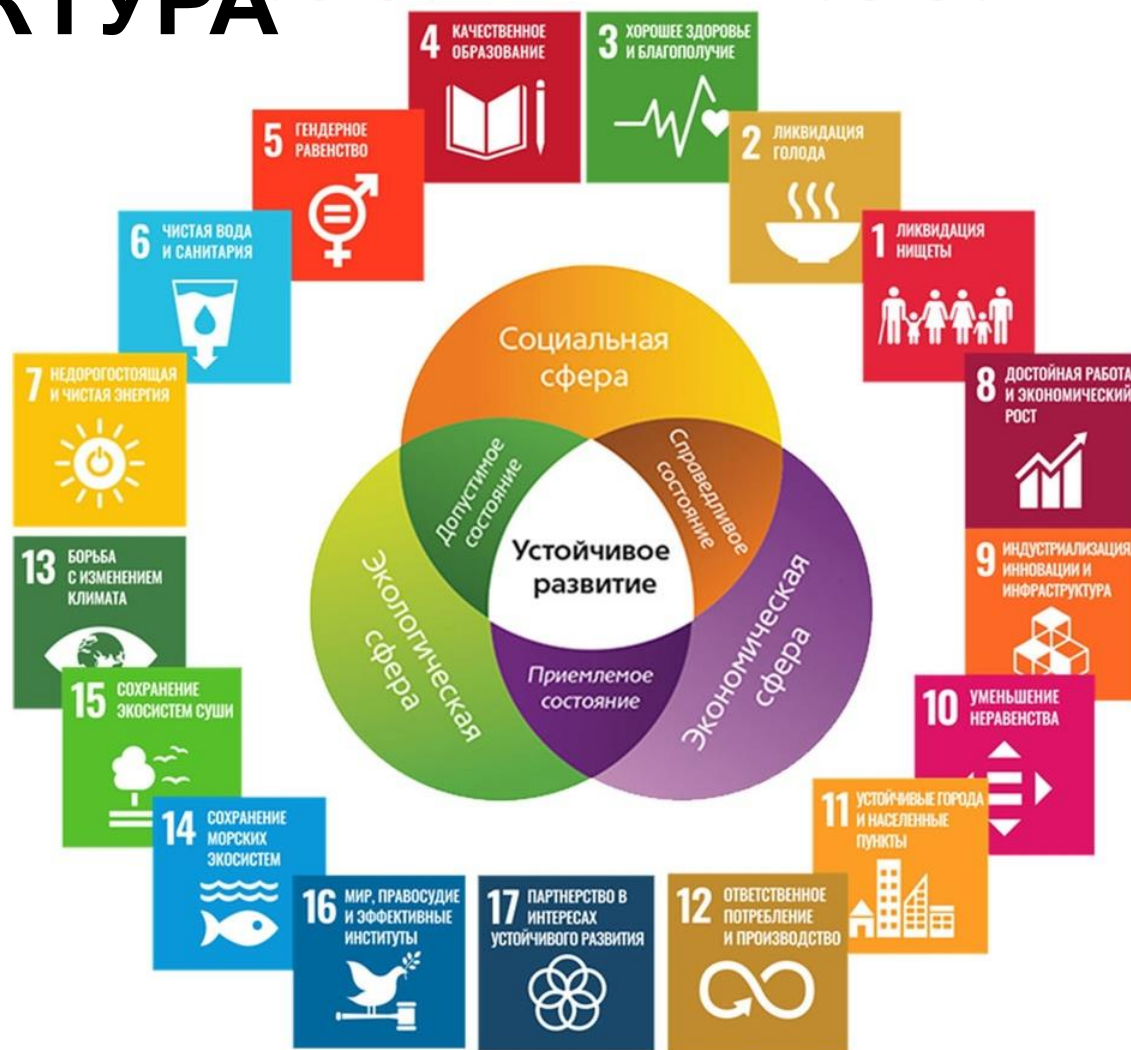 КТУРА
4 КАЧЕСТВЕННОЕ
ОБРАЗОВАНИЕ
3 ХОРОШЕЕ ЗДОРОВЬЕ
И БЛАГОПОЛУЧИЕ
5 ГЕНДЕРНОЕ
РАВЕНСТВО
2 ЛИКВИДАЦИЯ
ГОЛОДА
6 ЧИСТАЯ ВОДА
И САНИТАРИЯ
1 ЛИКВИДАЦИЯ
НИЩЕТЫ
7 НЕДОРОГОСТОЯЩАЯ
И ЧИСТАЯ ЭНЕРГИЯ
8 ДОСТОЙНАЯ РАБОТА
И ЭКОНОМИЧЕСКИЙ
РОСТ
Социальная
сфера
Допустимое
состояние
Справедливое
состояние
Устойчивое
развитие
Экологическая
сфера
Экономическая
сфера
Приемлемое
состояние
13 БОРЬБА
С ИЗМЕНЕНИЕМ
КЛИМАТА
9 ИНДУСТРИАЛИЗАЦИЯ,
ИННОВАЦИИ И
ИНФРАСТРУКТУРА
15 СОХРАНЕНИЕ
ЭКОСИСТЕМ СУШИ
10 УМЕНЬШЕНИЕ
НЕРАВЕНСТВА
14 СОХРАНЕНИЕ
МОРСКИХ
ЭКОСИСТЕМ
11 УСТОЙЧИВЫЕ ГОРОДА
И НАСЕЛЕННЫЕ
ПУНКТЫ
16 МИР, ПРАВОСУДИЕ
И ЭФФЕКТИВНЫЕ
ИНСТИТУТЫ
17 ПАРТНЕРСТВО В
ИНТЕРЕСАХ
УСТОЙЧИВОГО РАЗВИТИЯ
12 ОТВЕТСТВЕННОЕ
ПОТРЕБЛЕНИЕ
И ПРОИЗВОДСТВО